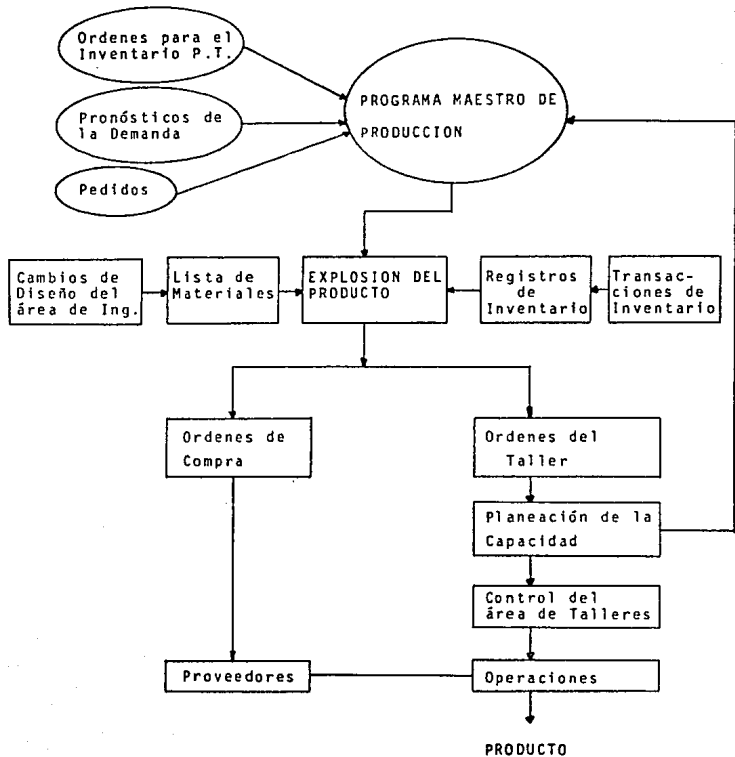 Ordenes para el
Inventario P.T.
PROGRAMA MAESTRO DE
PRODUCCION
Pronósticos de
la Demanda
Pedidos
Cambios de
Diseño del
área de Ing.
Lista de
Materiales
EXPLOSION DEL
PRODUCTO
Registros
de
Inventario
Transac-
ciones de
Inventario
Ordenes de
Compra
Ordenes del
Taller
Planeación de la
Capacidad
Control del
área de Talleres
Proveedores
Operaciones
PRODUCTO